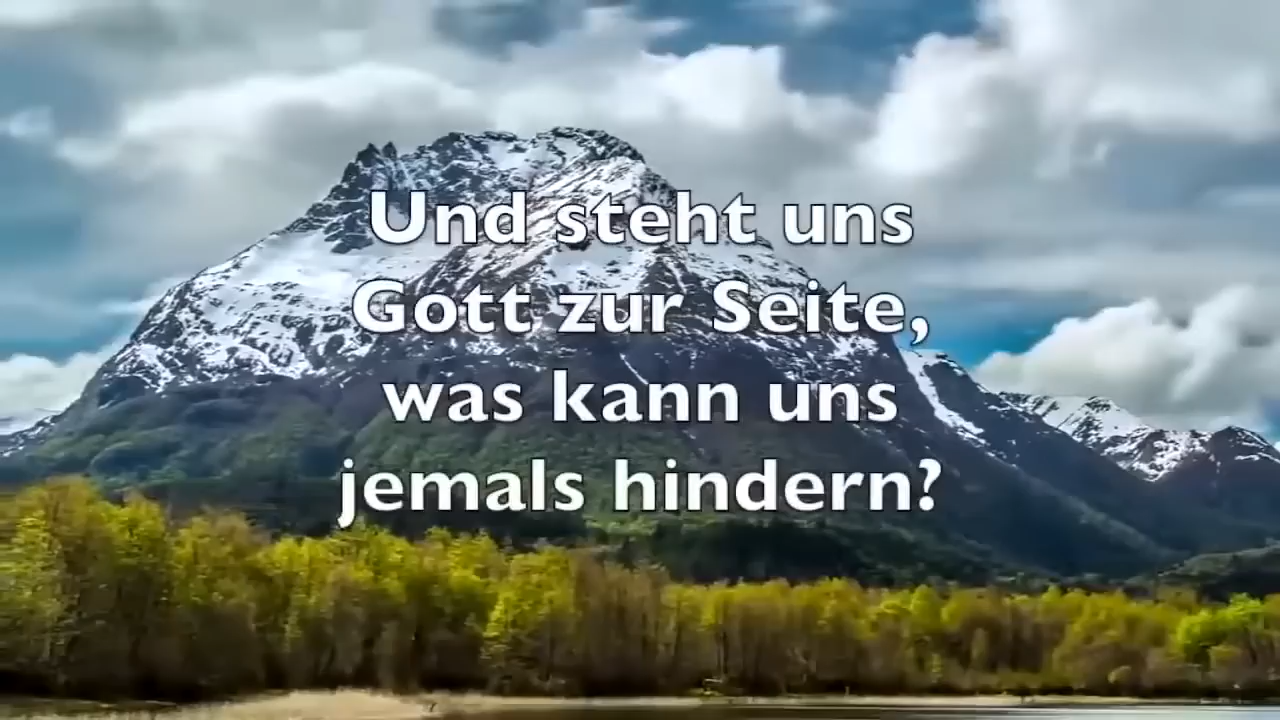 Und steht uns
Gott zur Seite,
was kann uns
jemals hindern?